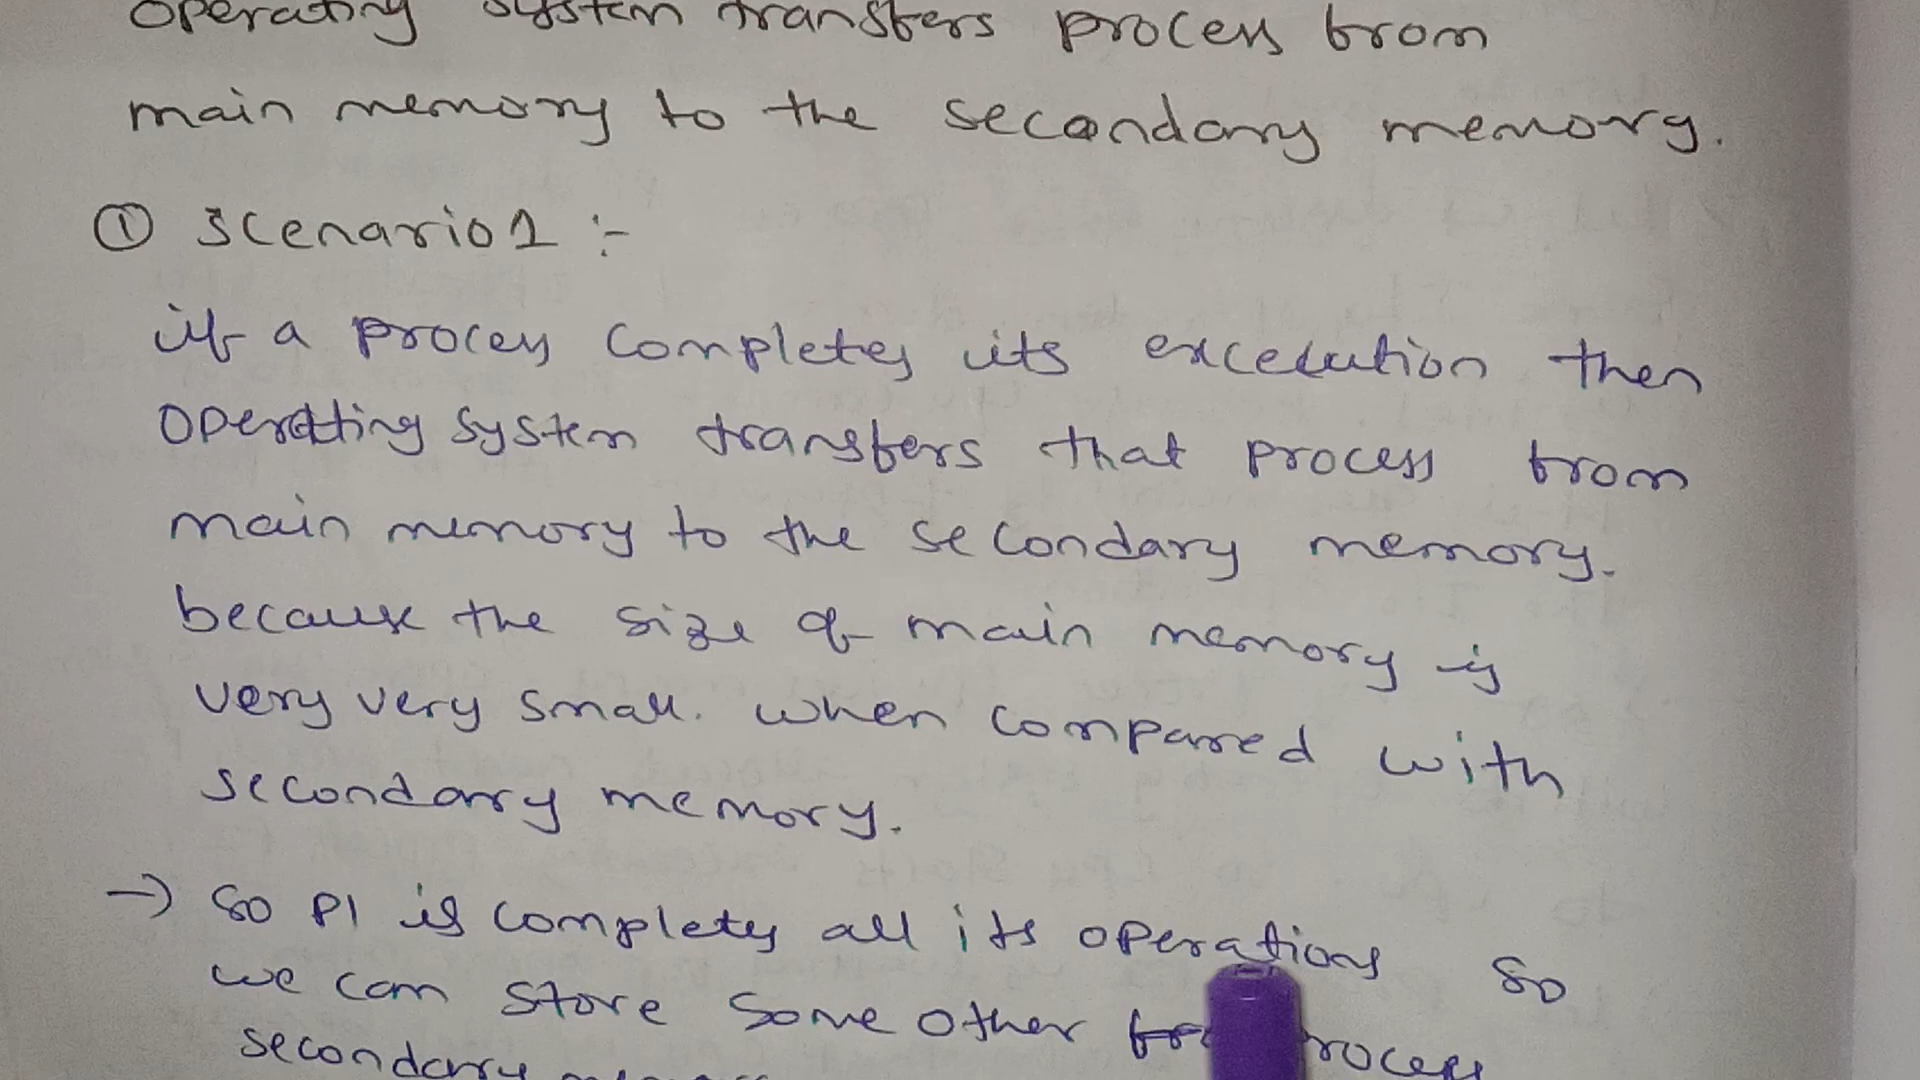 operating system transfers process from
main memory to the secondary memory.
① Scenario 1 :-
if a process completes its excecution then
Operatting system transfers that process from
main memory to the secondary memory.
because the size of main memory is
very very small. when compared with
secondary memory.
→ So P1 is completes all its operations so
we can store some other process
secondary